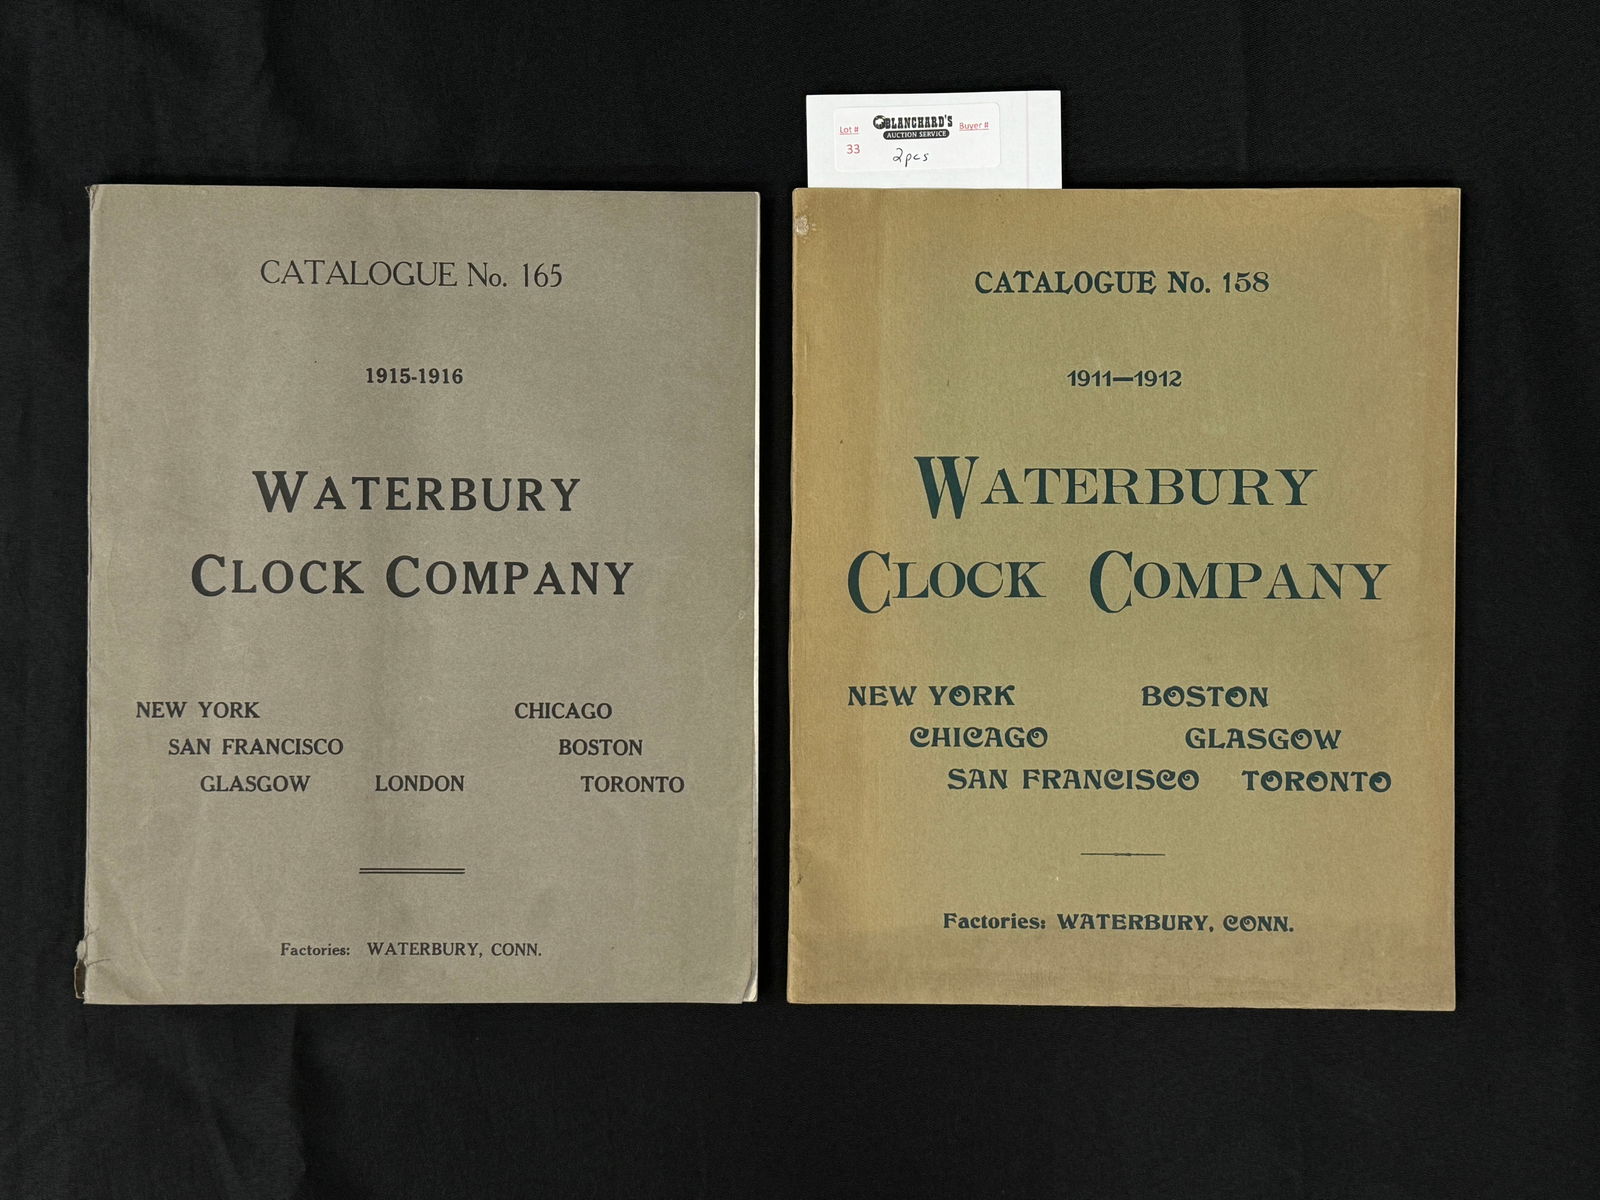 Lot # BLANCHARD'S Buyer #
AUCTION SERVICE
33 2pcs
CATALOGUE No. 165
1915-1916
WATERBURY
CLOCK COMPANY
NEW YORK CHICAGO
SAN FRANCISCO BOSTON
GLASGOW LONDON TORONTO
Factories: WATERBURY, CONN.
CATALOGUE No. 158
1911—1912
WATERBURY
CLOCK COMPANY
NEW YORK BOSTON
CHICAGO GLASGOW
SAN FRANCISCO TORONTO
Factories: WATERBURY, CONN.